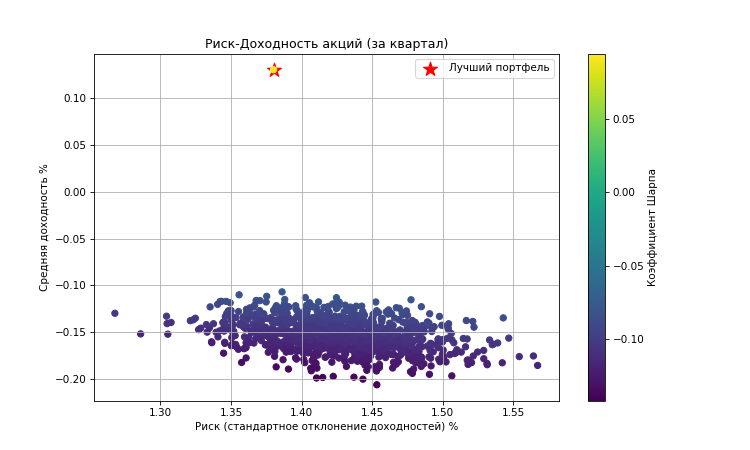 Риск-Доходность акций (за квартал)
Лучший портфель
Средняя доходность %
0.10
0.05
0.00
−0.05
−0.10
−0.15
−0.20
1.30 1.35 1.40 1.45 1.50 1.55
Риск (стандартное отклонение доходностей) %
0.05
0.00
−0.05
−0.10
Коэффициент Шарпа